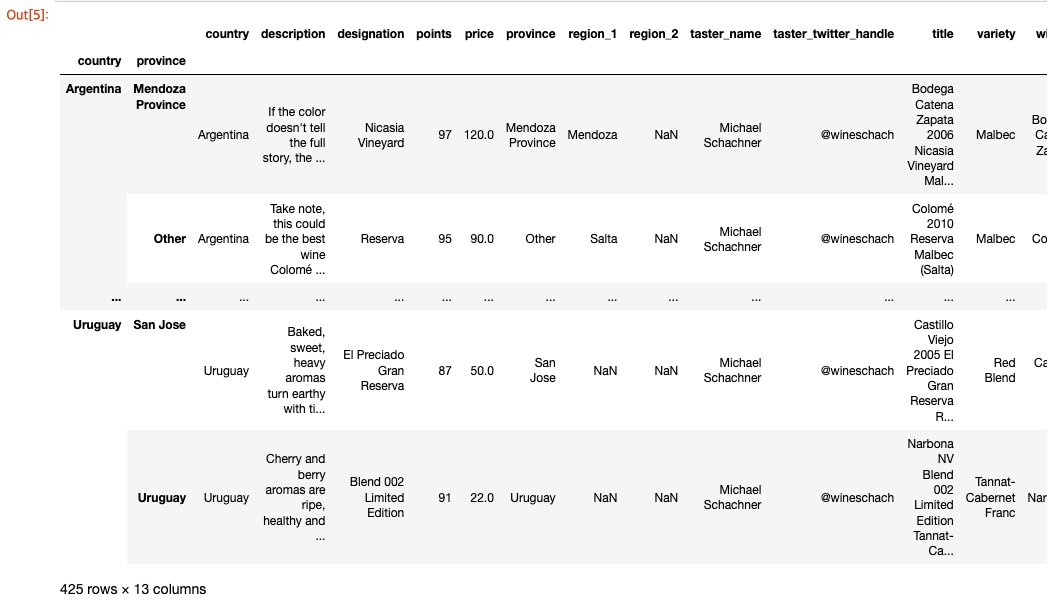 Out[5]:
country description designation points price province region_1 region_2 taster_name taster_twitter_handle title variety wi
country province
Argentina Mendoza Province Argentina If the color doesn't tell the full story, the ... Nicasia Vineyard 97 120.0 Mendoza Province Mendoza NaN Michael Schachner @wineschach Bodega Catena Zapata 2006 Nicasia Vineyard Mal... Malbec Bo Ca Za
Other Argentina Take note, this could be the best wine Colomé ... Reserva 95 90.0 Other Salta NaN Michael Schachner @wineschach Colomé 2010 Reserva Malbec (Salta) Malbec Co
... ... ... ... ... ... ... ... ... ... ... ... ... ...
Uruguay San Jose Uruguay Baked, sweet, heavy aromas turn earthy with ti... El Preciado Gran Reserva 87 50.0 San Jose NaN NaN Michael Schachner @wineschach Castillo Viejo 2005 El Preciado Gran Reserva R... Red Blend Ca
Uruguay Uruguay Cherry and berry aromas are ripe, healthy and ... Blend 002 Limited Edition 91 22.0 Uruguay NaN NaN Michael Schachner @wineschach Narbona NV Blend 002 Limited Edition Tannat-Ca... Tannat-Cabernet Franc Nar
425 rows × 13 columns